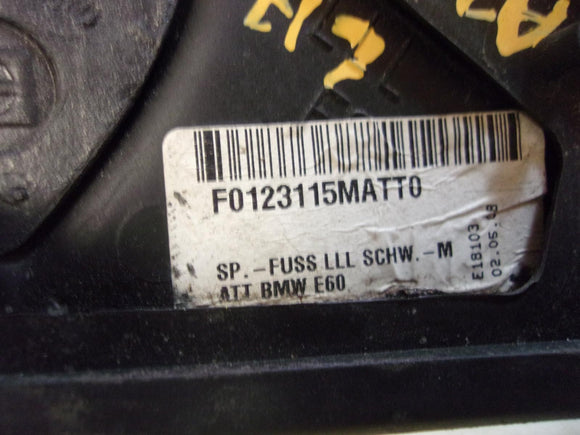 F0123115MATT0
SP.-FUSS LLL SCHW.-M
ATT BMW E60
E18103
02.05.08